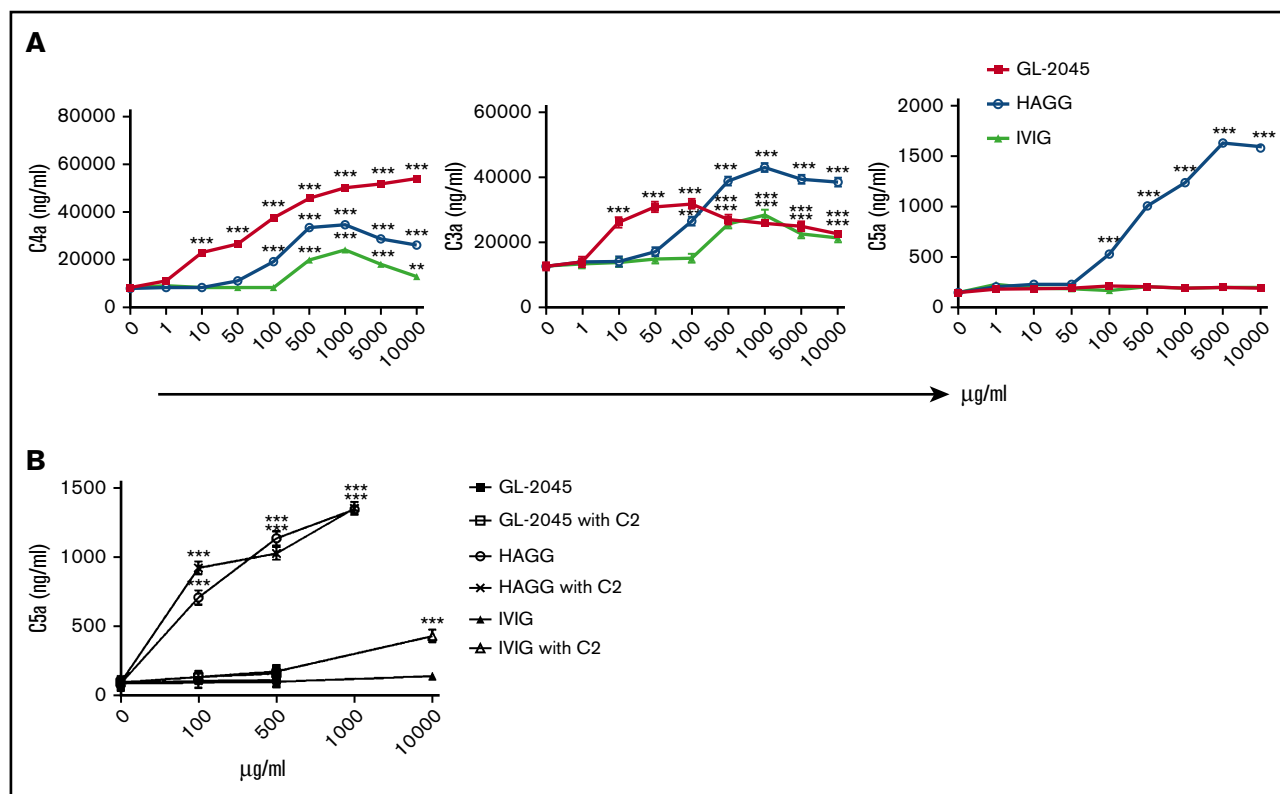 A
C4a (ng/ml)
80000
60000
40000
20000
0
*** *** *** *** *** *** ***
*** *** *** *** ***
*** *** *** **
0 1 10 50 100 500 1000 5000 10000
C3a (ng/ml)
60000
40000
20000
0
*** *** *** *** *** *** ***
*** *** *** *** ***
*** *** *** ***
0 1 10 50 100 500 1000 5000 10000
GL-2045
HAGG
IVIG
C5a (ng/ml)
2000
1500
1000
500
0
*** *** *** *** ***
0 1 10 50 100 500 1000 5000 10000
μg/ml
B
C5a (ng/ml)
1500
1000
500
0
*** *** ***
*** *** ***
***
0 100 500 1000 10000
μg/ml
GL-2045
GL-2045 with C2
HAGG
HAGG with C2
IVIG
IVIG with C2